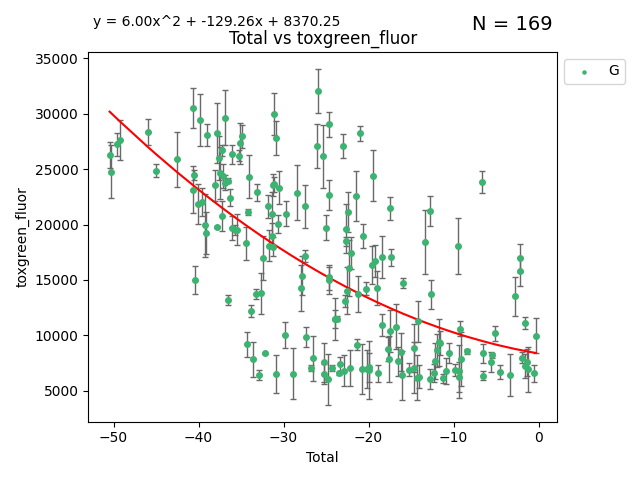 y = 6.00x^2 + -129.26x + 8370.25
N = 169
Total vs toxgreen_fluor
G
35000
30000
25000
20000
15000
10000
5000
toxgreen_fluor
−50
−40
−30
−20
−10
0
Total